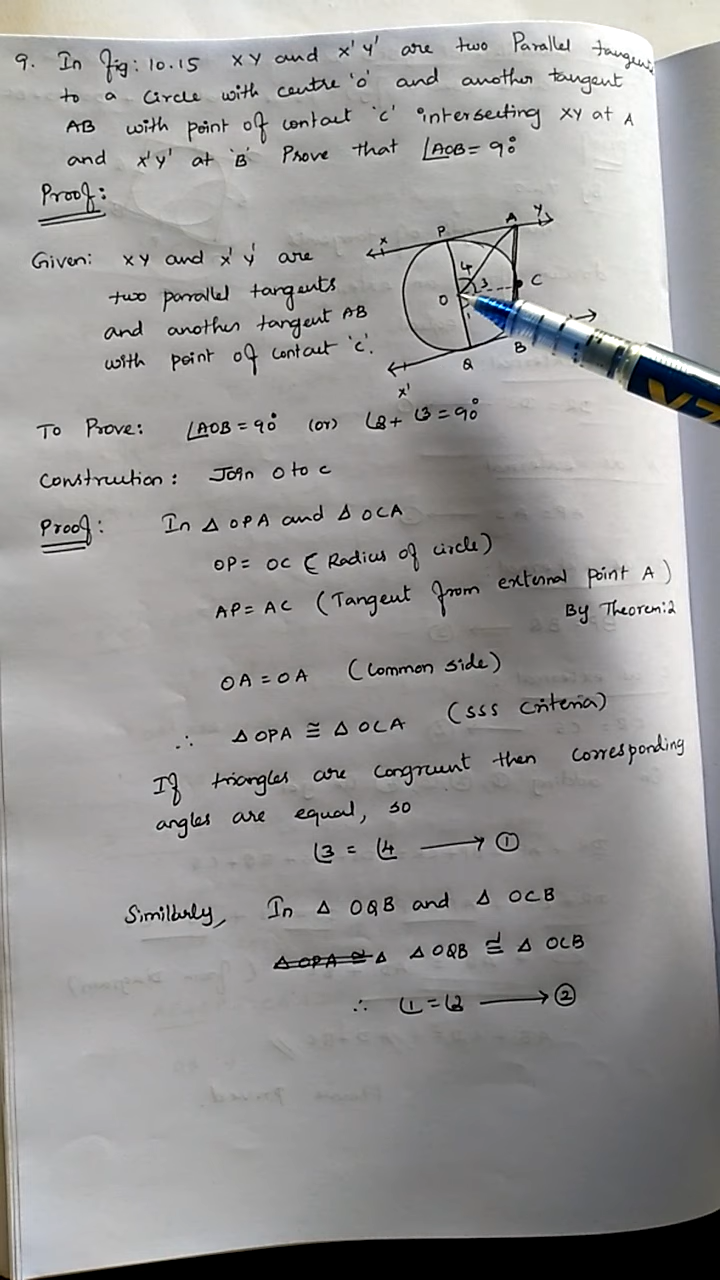 9. In fig: 10.15 xy and x'y' are two Parallel tangents
to a circle with centre 'o' and another tangent
AB with point of contact 'c' intersecting xy at A
and x'y' at 'B' Prove that ∠AOB = 90°
Proof:
Given: xy and x'y' are
two parallel tangents
and another tangent AB
with point of contact 'c'.
x P A y
4
O 3 C
1
Q B
x'
To Prove: ∠AOB = 90° (or) ∠2 + ∠3 = 90°
Construction: Join O to c
Proof: In Δ OPA and Δ OCA
OP = OC (Radius of circle)
AP = AC (Tangent from external point A)
By Theorem:2
OA = OA (Common side)
∴ Δ OPA ≅ Δ OCA (SSS Criteria)
If triangles are congruent then corresponding
angles are equal, so
∠3 = ∠4 ⟶ ①
Similarly, In Δ OQB and Δ OCB
Δ OPA ≅ Δ Δ OQB ≅ Δ OCB
∴ ∠1 = ∠2 ⟶ ②